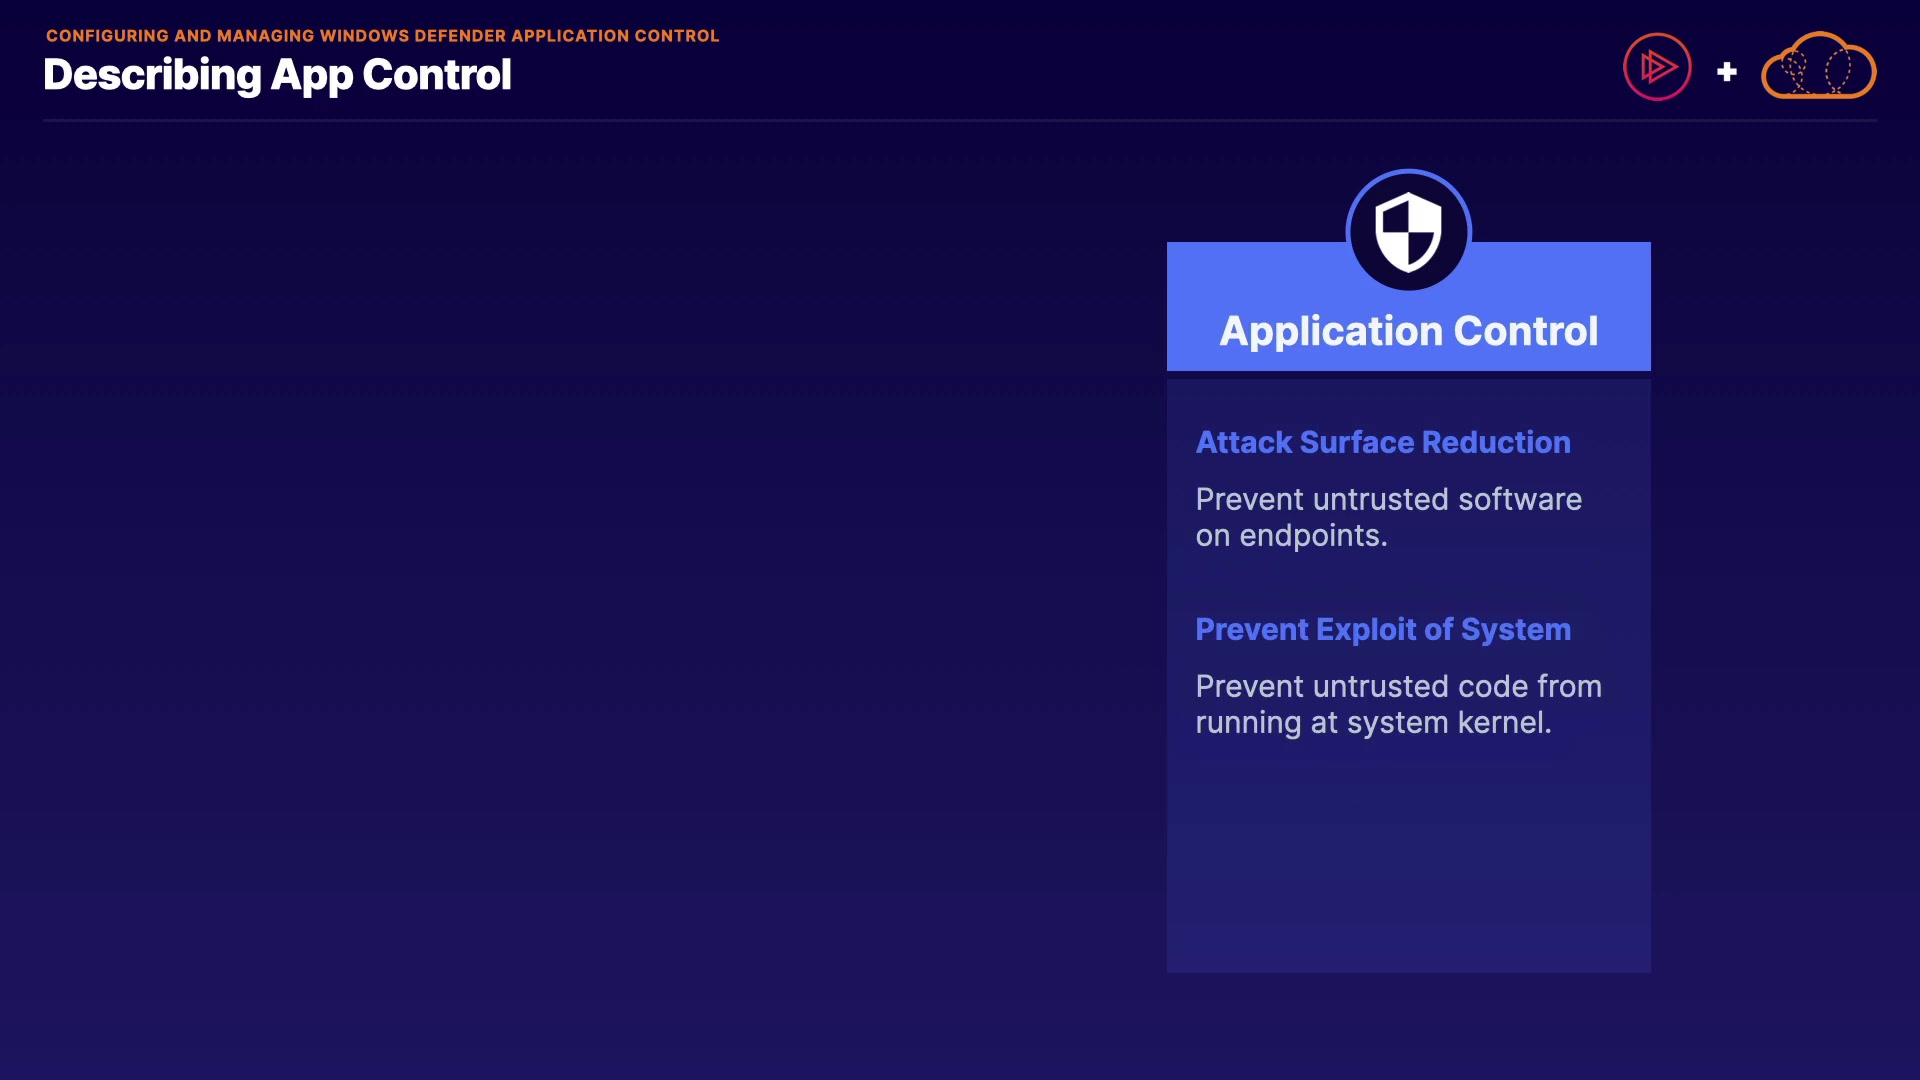 CONFIGURING AND MANAGING WINDOWS DEFENDER APPLICATION CONTROL
Describing App Control
Application Control
Attack Surface Reduction
Prevent untrusted software
on endpoints.
Prevent Exploit of System
Prevent untrusted code from
running at system kernel.